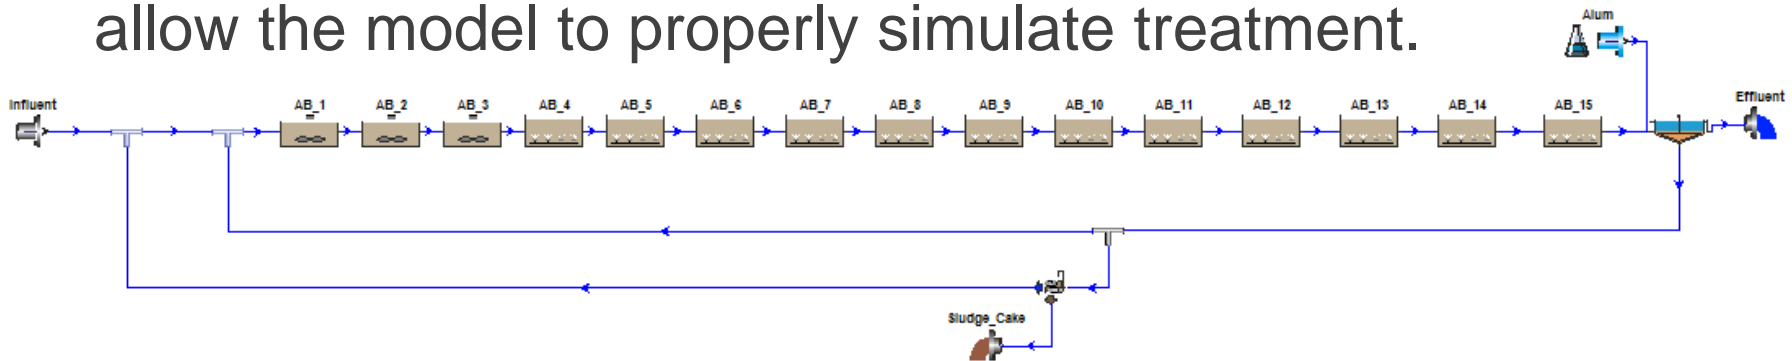 allow the model to properly simulate treatment.
Alum
Influent
AB_1
AB_2
AB_3
AB_4
AB_5
AB_6
AB_7
AB_8
AB_9
AB_10
AB_11
AB_12
AB_13
AB_14
AB_15
Effluent
Sludge_Cake